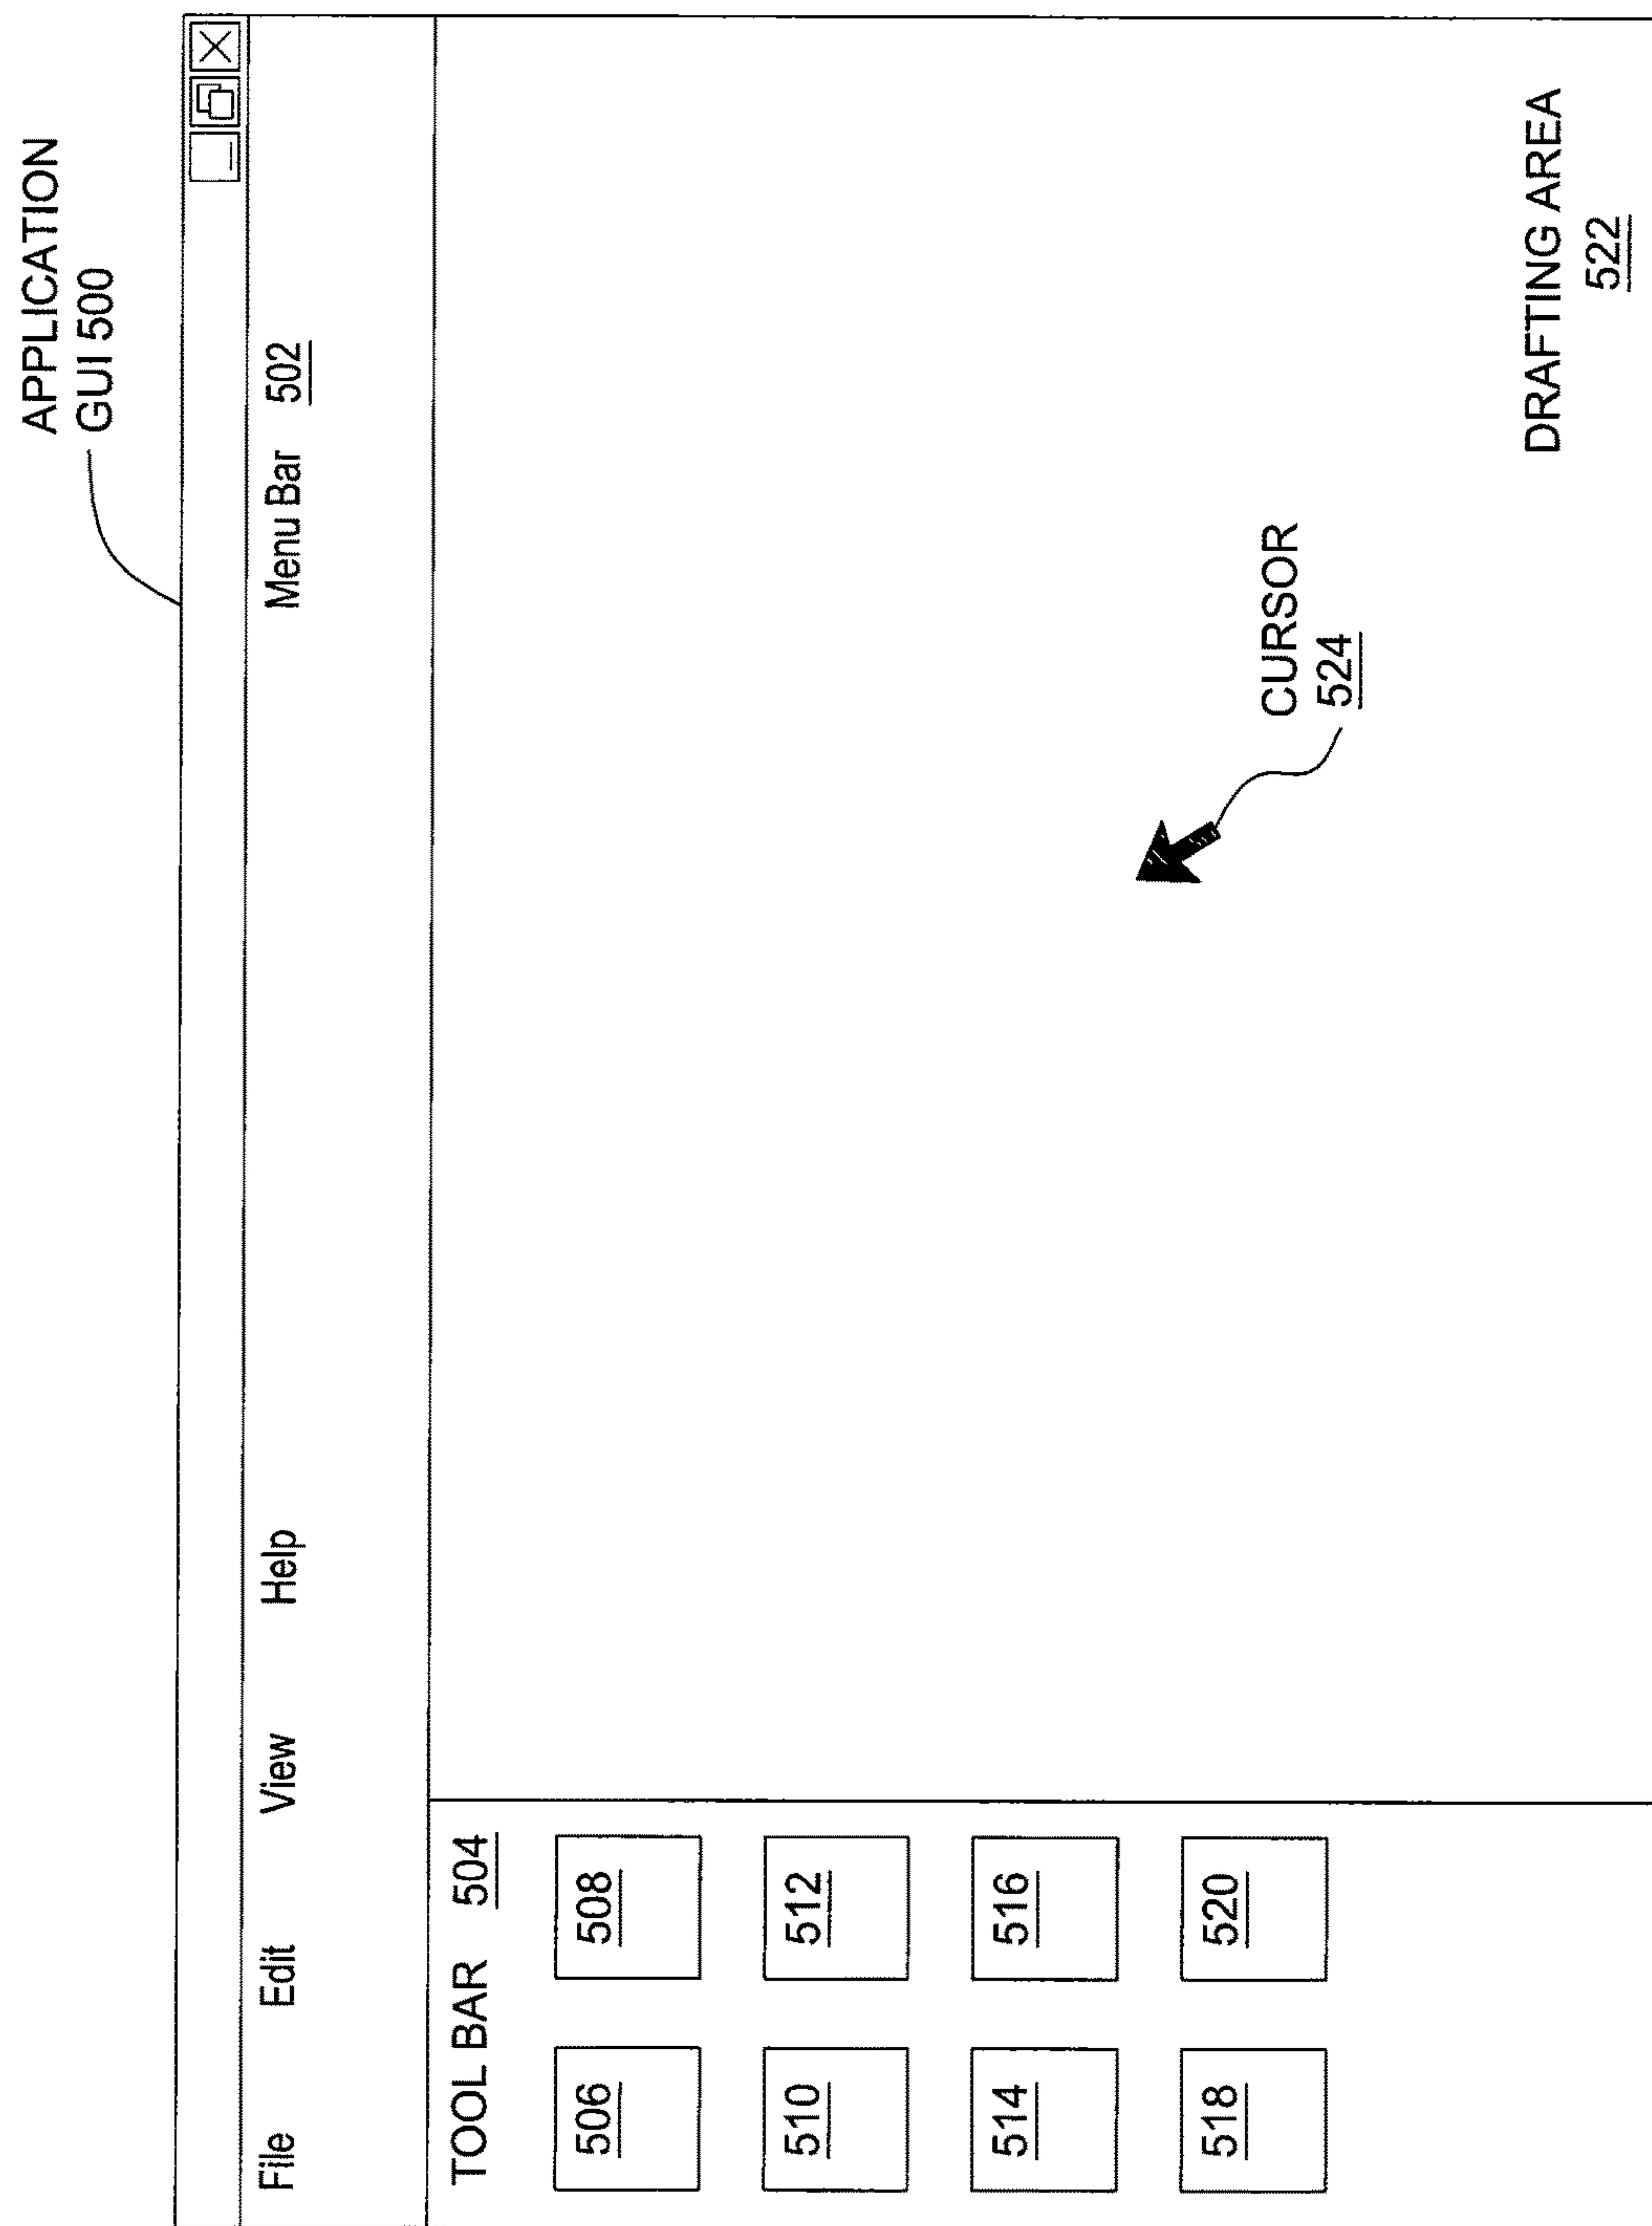 APPLICATION
GUI 500
File Edit View Help Menu Bar 502
TOOL BAR 504
506 508
510 512
514 516
518 520
CURSOR
524
DRAFTING AREA
522